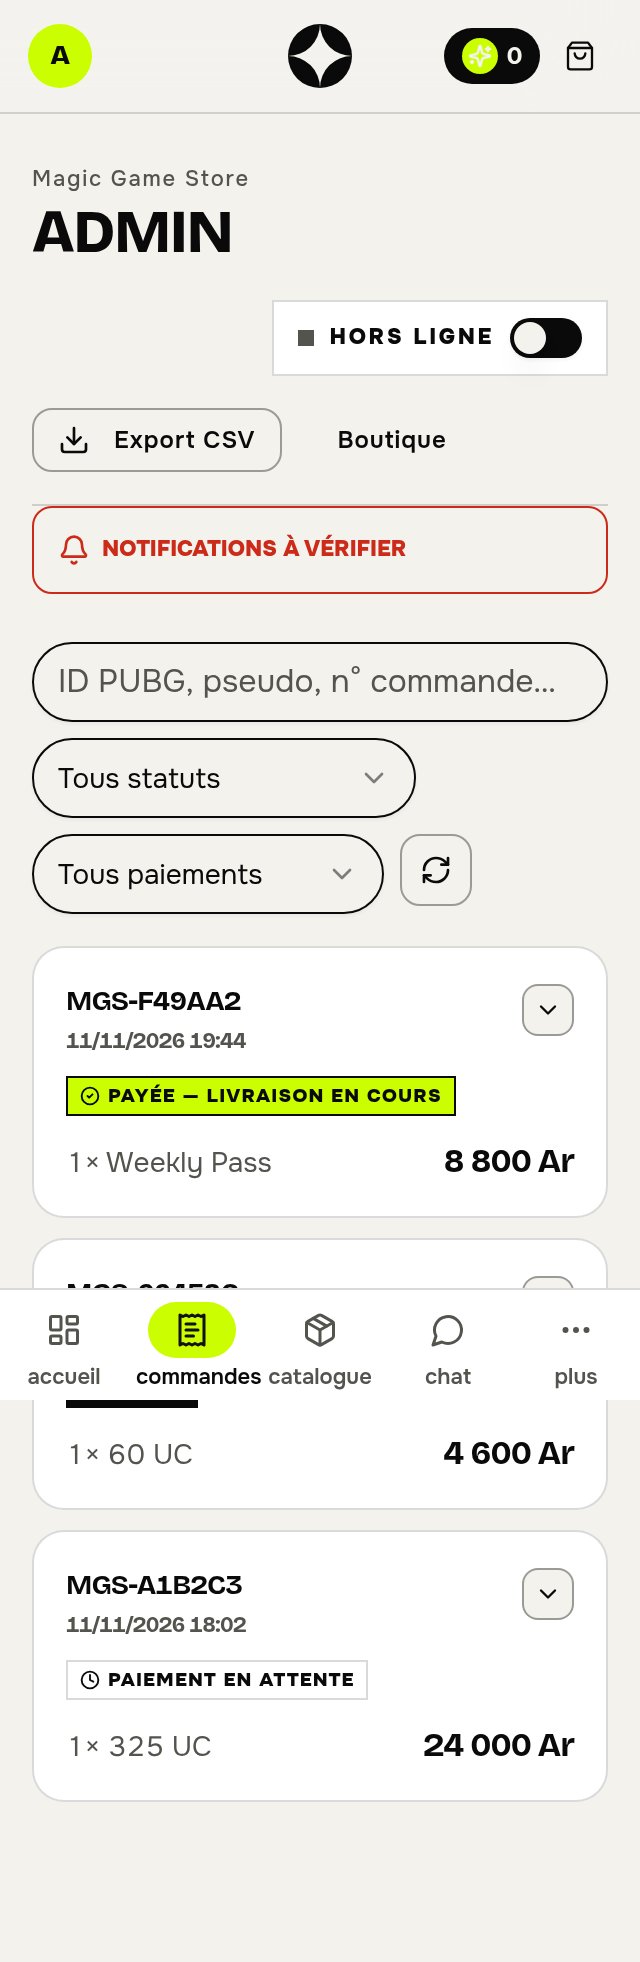 A
0
Magic Game Store
ADMIN
HORS LIGNE
Export CSV
Boutique
NOTIFICATIONS À VÉRIFIER
ID PUBG, pseudo, n° commande...
Tous statuts
Tous paiements
MGS-F49AA2
11/11/2026 19:44
PAYÉE — LIVRAISON EN COURS
1 × Weekly Pass
8 800 Ar
accueil
commandes
catalogue
chat
plus
1 × 60 UC
4 600 Ar
MGS-A1B2C3
11/11/2026 18:02
PAIEMENT EN ATTENTE
1 × 325 UC
24 000 Ar